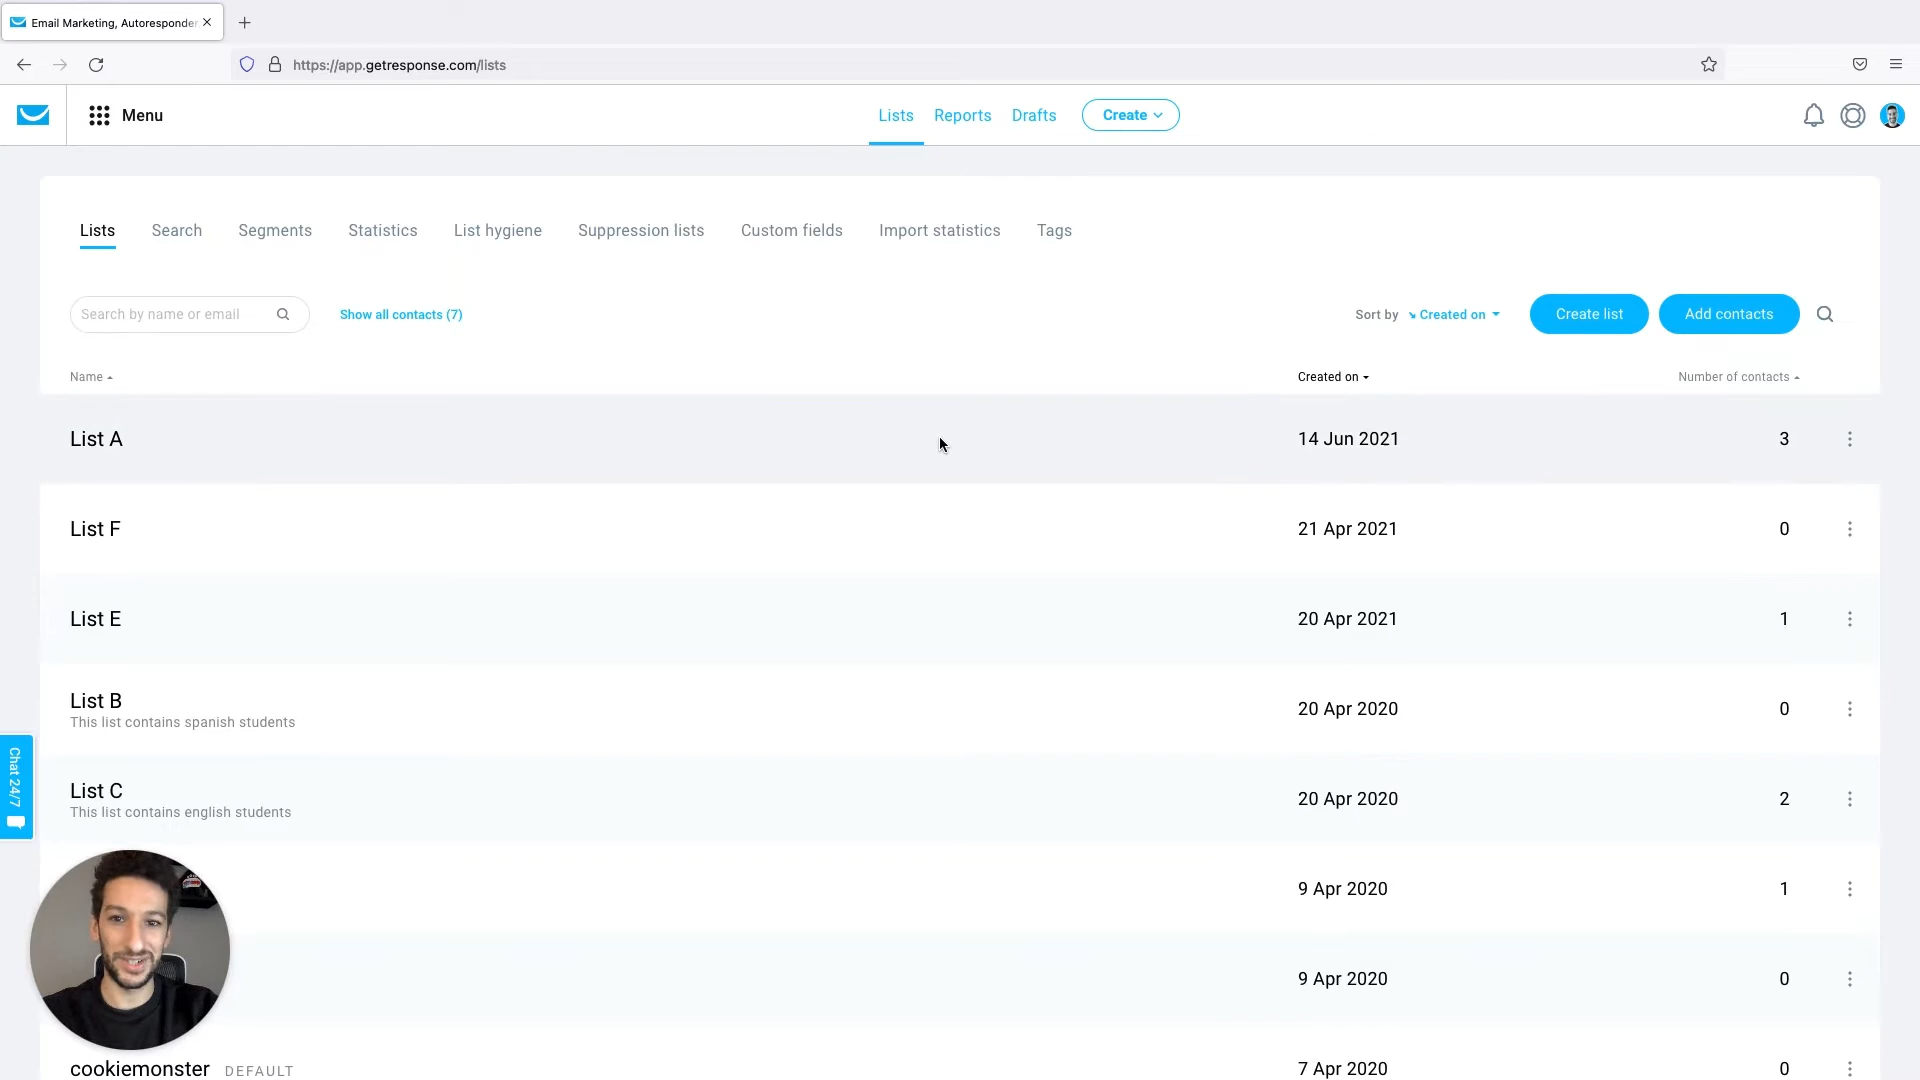 Email Marketing, Autoresponder
https://app.getresponse.com/lists
Menu
Lists
Reports
Drafts
Create
Lists
Search
Segments
Statistics
List hygiene
Suppression lists
Custom fields
Import statistics
Tags
Search by name or email
Show all contacts (7)
Sort by
Created on
Create list
Add contacts
Name
Created on
Number of contacts
List A
14 Jun 2021
3
List F
21 Apr 2021
0
List E
20 Apr 2021
1
List B
This list contains spanish students
20 Apr 2020
0
List C
This list contains english students
20 Apr 2020
2
Chat 24/7
9 Apr 2020
1
9 Apr 2020
0
cookiemonster DEFAULT
7 Apr 2020
0